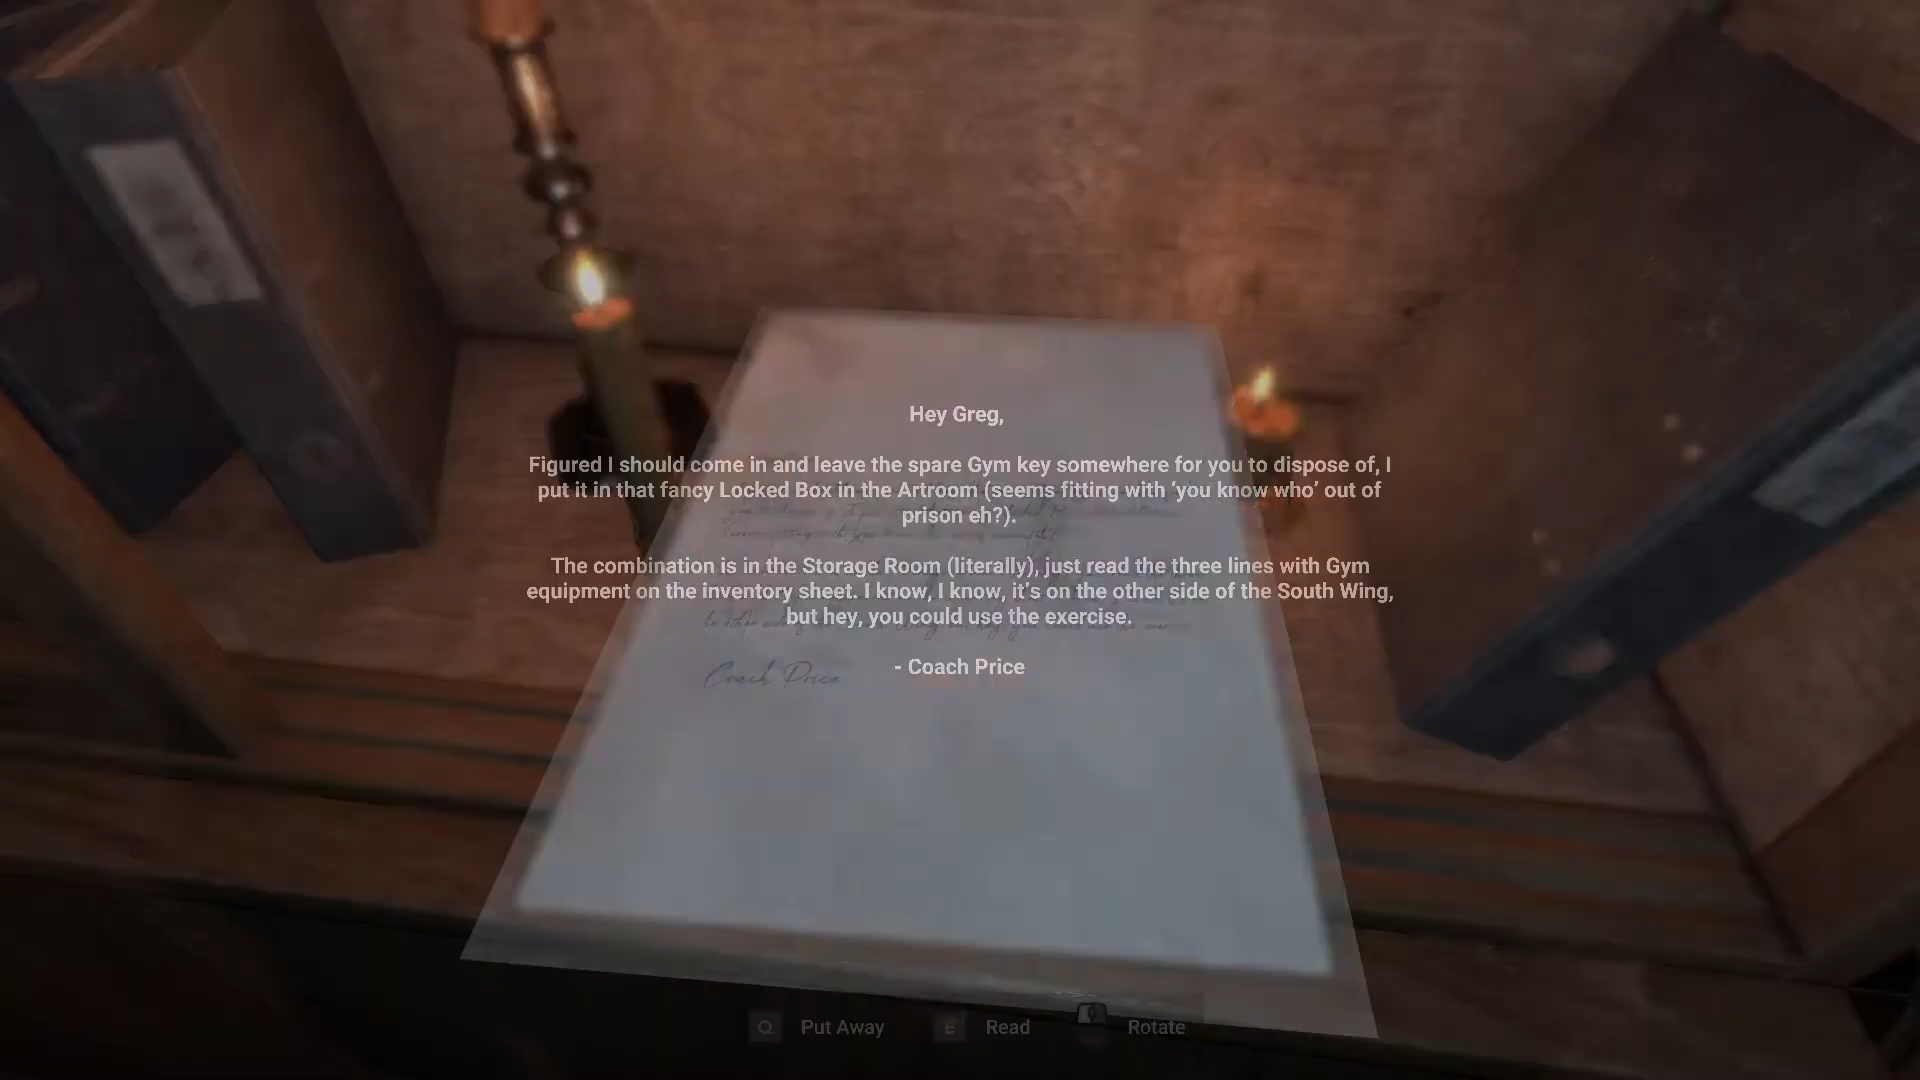 Hey Greg,
Figured I should come in and leave the spare Gym key somewhere for you to dispose of, I
put it in that fancy Locked Box in the Artroom (seems fitting with ‘you know who’ out of
prison eh?).
The combination is in the Storage Room (literally), just read the three lines with Gym
equipment on the inventory sheet. I know, I know, it’s on the other side of the South Wing,
but hey, you could use the exercise.
- Coach Price
Coach Price
Q Put Away E Read Rotate